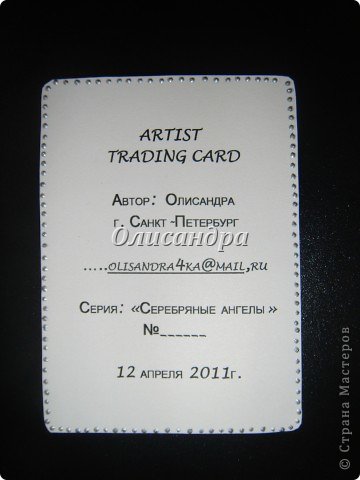 ARTIST
TRADING CARD
АВТОР: ОЛИСАНДРА
Г. САНКТ-ПЕТЕРБУРГ
Олисандра
.....OLISANDRA4KA@MAIL,RU
СЕРИЯ: «СЕРЕБРЯНЫЕ АНГЕЛЫ»
№______
12 АПРЕЛЯ 2011Г.
© Страна Мастеров